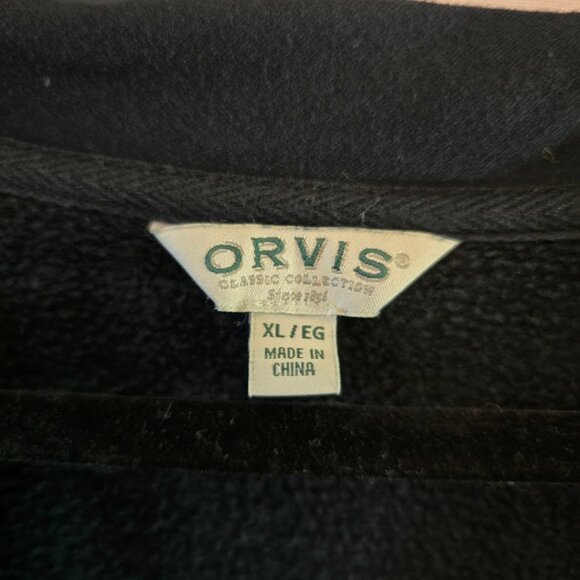 ORVIS®
CLASSIC COLLECTION
Since 1856
XL / EG
MADE IN
CHINA